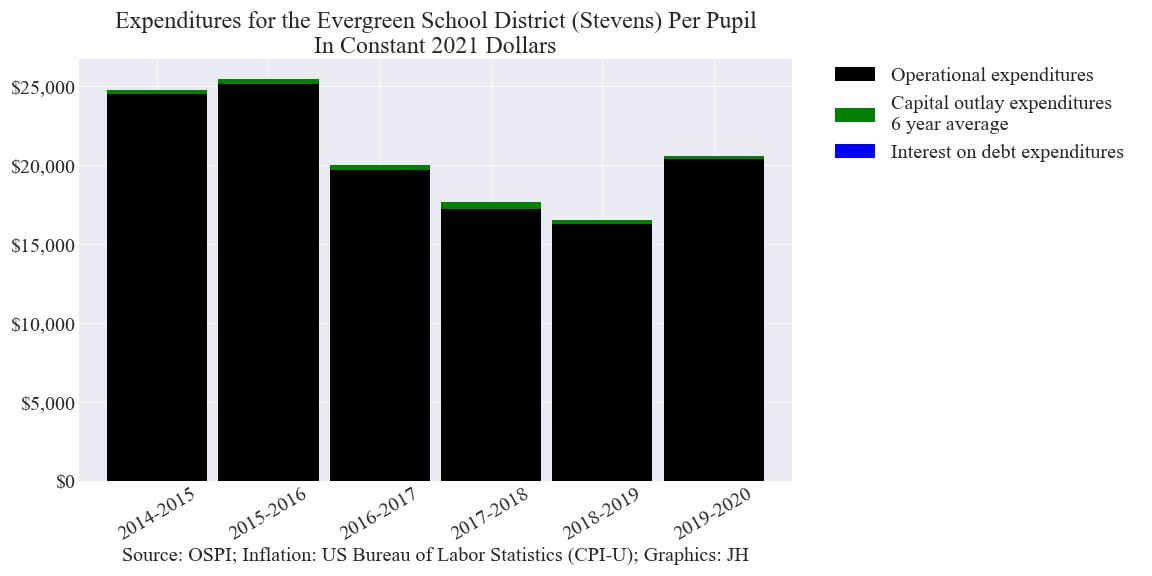 Expenditures for the Evergreen School District (Stevens) Per Pupil
In Constant 2021 Dollars
Operational expenditures
Capital outlay expenditures
6 year average
Interest on debt expenditures
$25,000
$20,000
$15,000
$10,000
$5,000
$0
2014-2015
2015-2016
2016-2017
2017-2018
2018-2019
2019-2020
Source: OSPI; Inflation: US Bureau of Labor Statistics (CPI-U); Graphics: JH